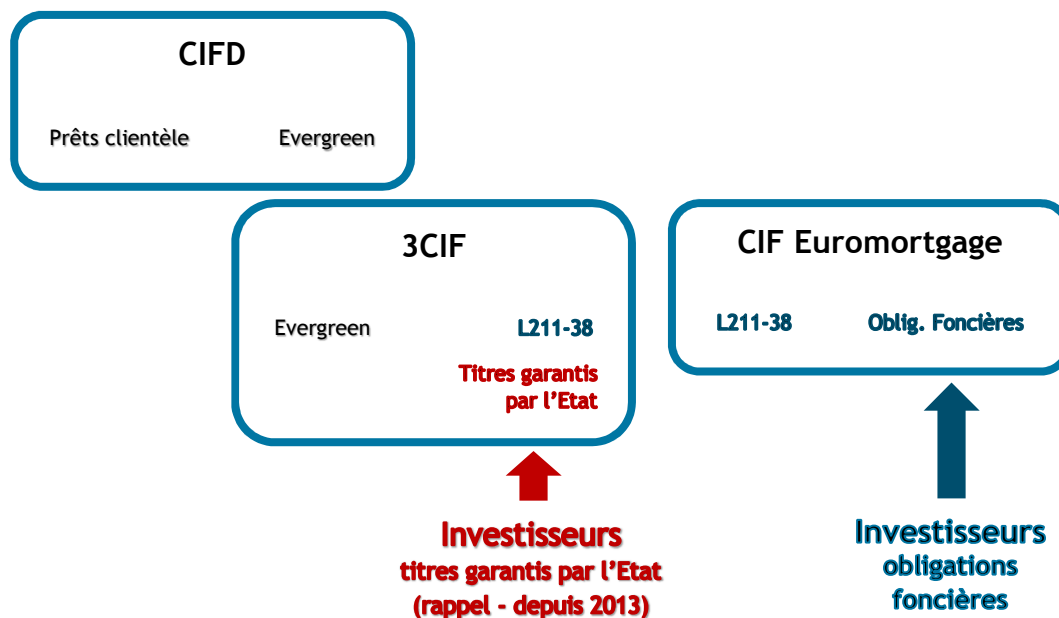 CIFD
Prêts clientèle
Evergreen
3CIF
Evergreen
L211-38
Titres garantis
par l'Etat
CIF Euromortgage
L211-38
Oblig. Foncières
Investisseurs
titres garantis par l'Etat
(rappel - depuis 2013)
Investisseurs
obligations
foncières